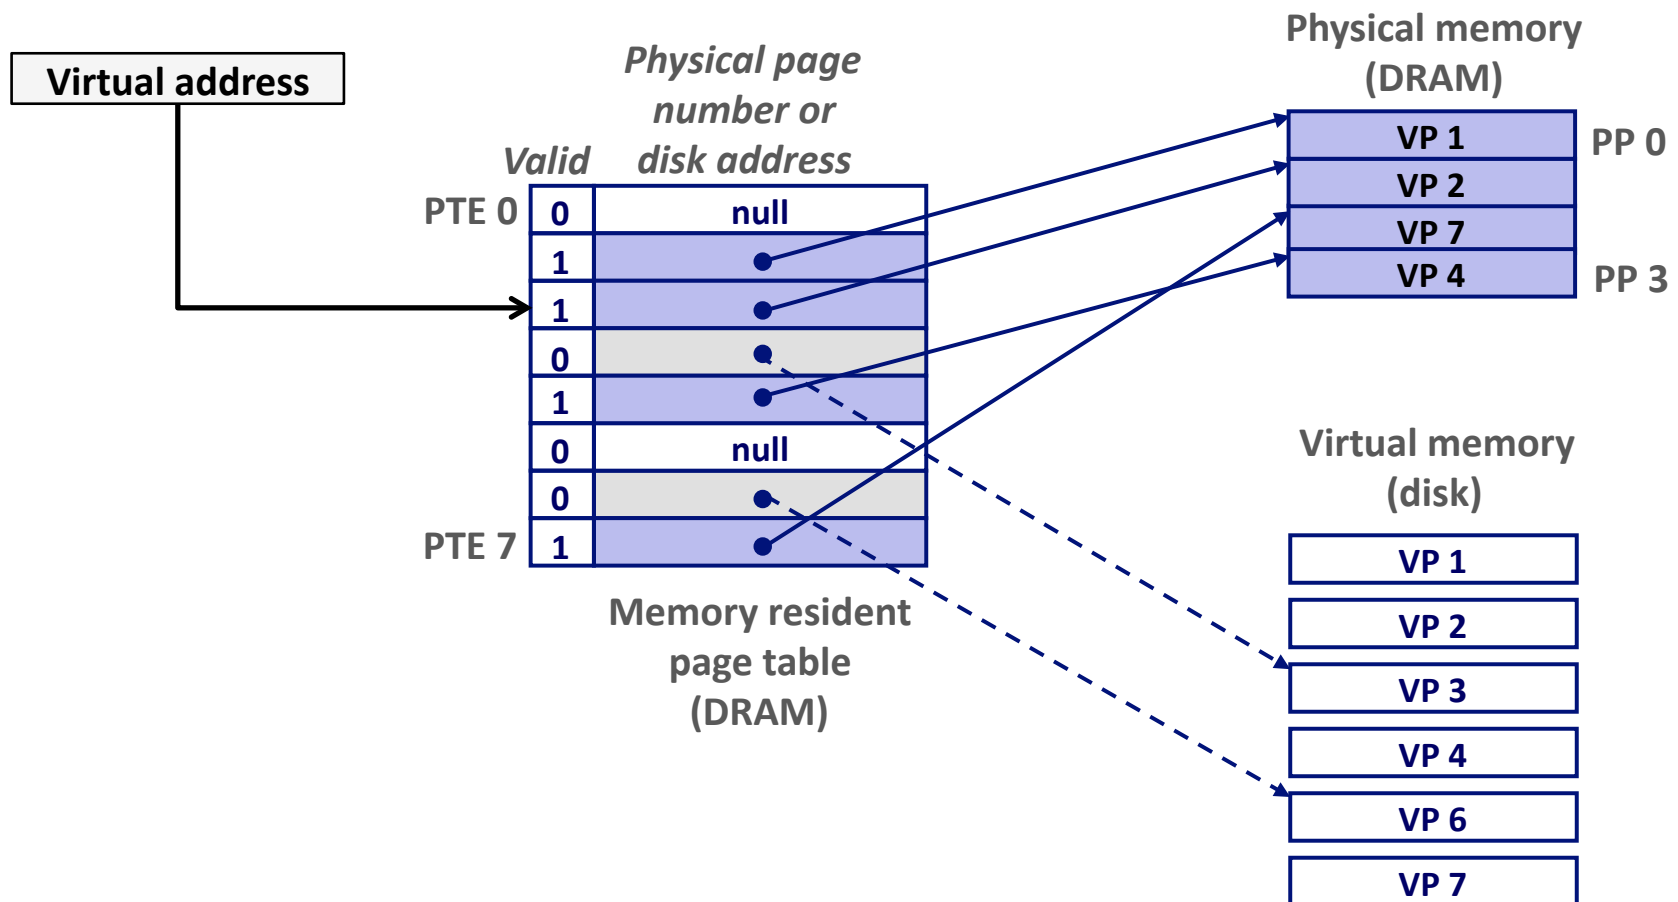 Virtual address
Physical page
number or
disk address
Valid
PTE 0
0
null
1
1
0
1
0
null
0
PTE 7
1
Memory resident
page table
(DRAM)
Physical memory
(DRAM)
VP 1
PP 0
VP 2
VP 7
VP 4
PP 3
Virtual memory
(disk)
VP 1
VP 2
VP 3
VP 4
VP 6
VP 7